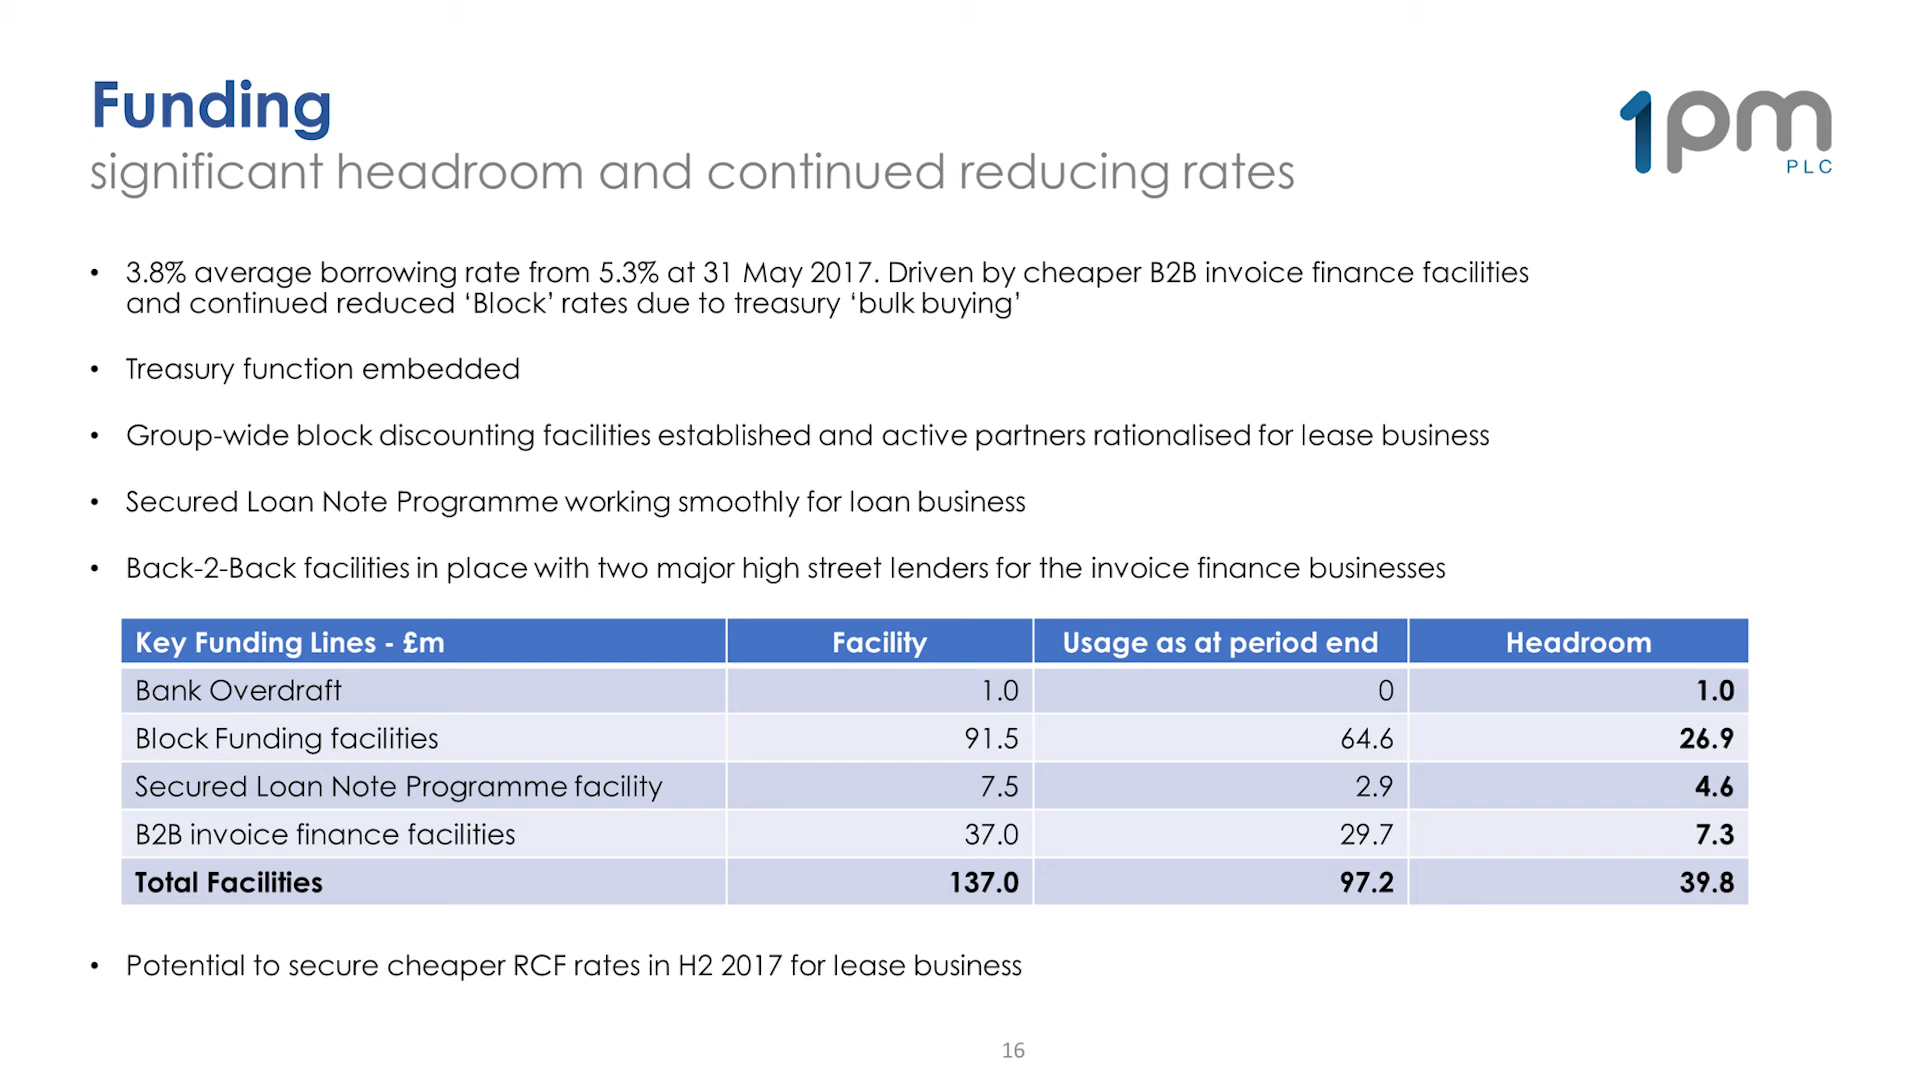 Funding
significant headroom and continued reducing rates
1pm
PLC
• 3.8% average borrowing rate from 5.3% at 31 May 2017. Driven by cheaper B2B invoice finance facilities
and continued reduced ‘Block’ rates due to treasury ‘bulk buying’
• Treasury function embedded
• Group-wide block discounting facilities established and active partners rationalised for lease business
• Secured Loan Note Programme working smoothly for loan business
• Back-2-Back facilities in place with two major high street lenders for the invoice finance businesses
Key Funding Lines - £m Facility Usage as at period end Headroom
Bank Overdraft 1.0 0 1.0
Block Funding facilities 91.5 64.6 26.9
Secured Loan Note Programme facility 7.5 2.9 4.6
B2B invoice finance facilities 37.0 29.7 7.3
Total Facilities 137.0 97.2 39.8
• Potential to secure cheaper RCF rates in H2 2017 for lease business
16